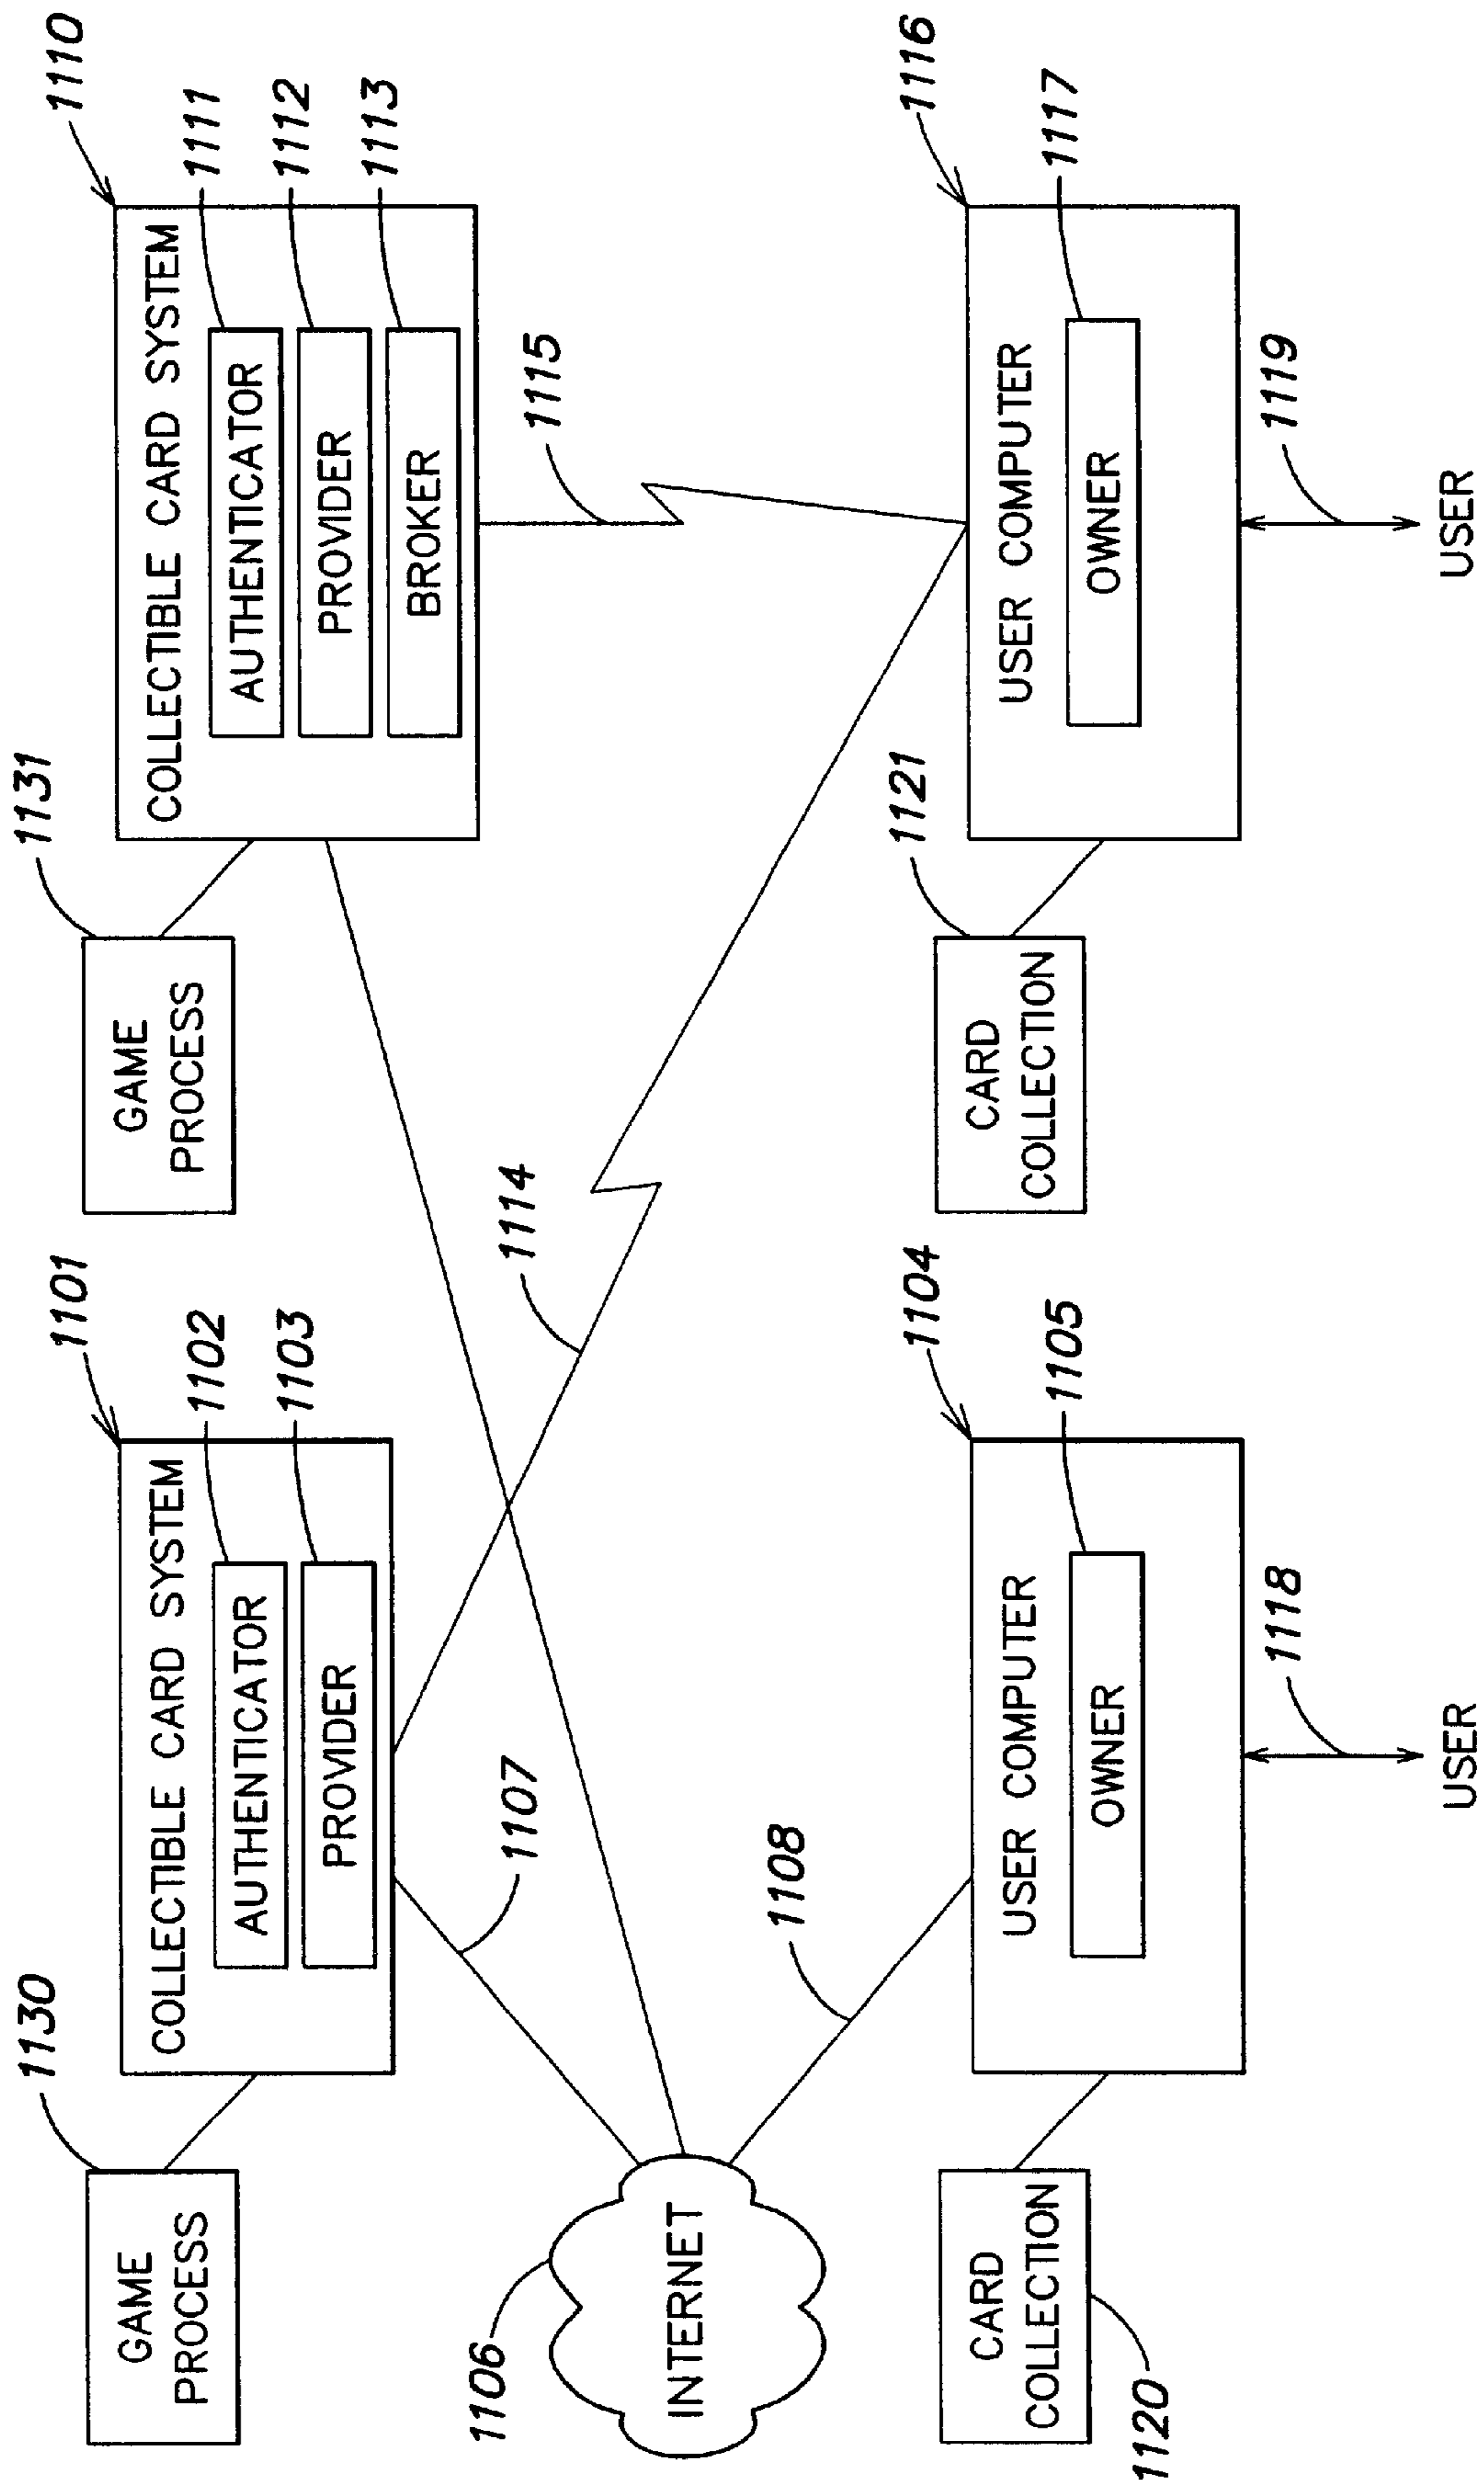 1130
GAME
PROCESS
1101
COLLECTIBLE CARD SYSTEM
AUTHENTICATOR
1102
PROVIDER
1103
1131
GAME
PROCESS
1110
COLLECTIBLE CARD SYSTEM
AUTHENTICATOR
1111
PROVIDER
1112
BROKER
1113
1106
INTERNET
1107
1108
1114
1115
CARD
COLLECTION
1120
1104
USER COMPUTER
OWNER
1105
1118
USER
1121
CARD
COLLECTION
1116
USER COMPUTER
OWNER
1117
1119
USER